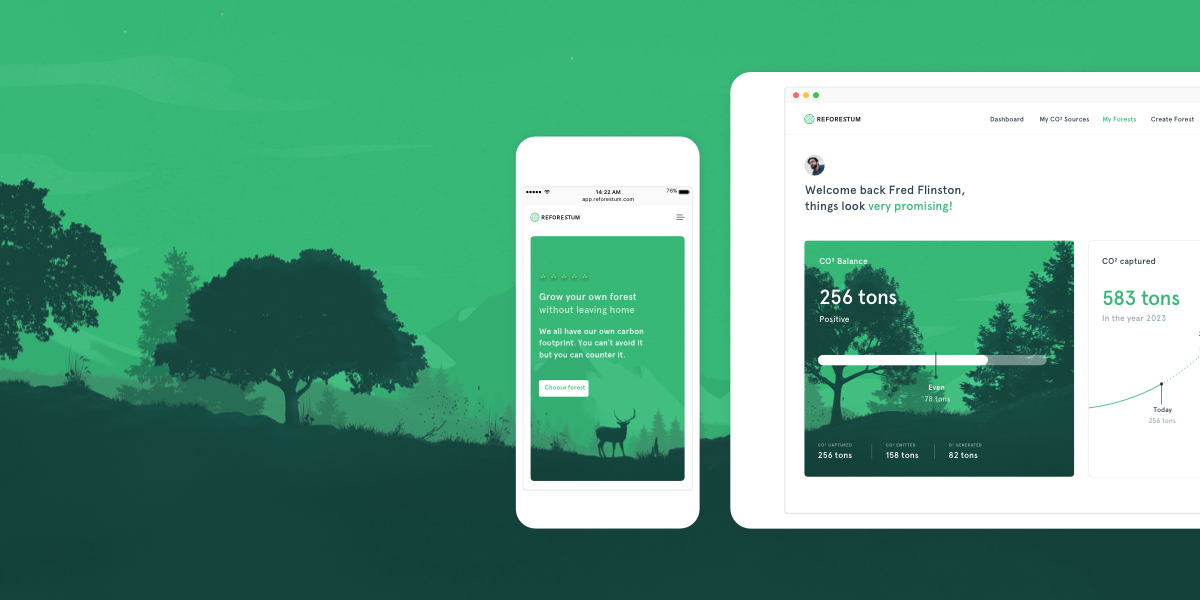 14:22 AM
76%
app.reforestum.com
REFORESTUM
Grow your own forest
without leaving home
We all have our own carbon
footprint. You can't avoid it
but you can counter it.
Choose forest
REFORESTUM
Dashboard
My CO² Sources
My Forests
Create Forest
Welcome back Fred Flinston,
things look very promising!
CO² Balance
256 tons
Positive
Even
78 tons
CO² CAPTURED
256 tons
CO² EMITTED
158 tons
O² GENERATED
82 tons
CO² captured
583 tons
In the year 2023
Today
256 tons